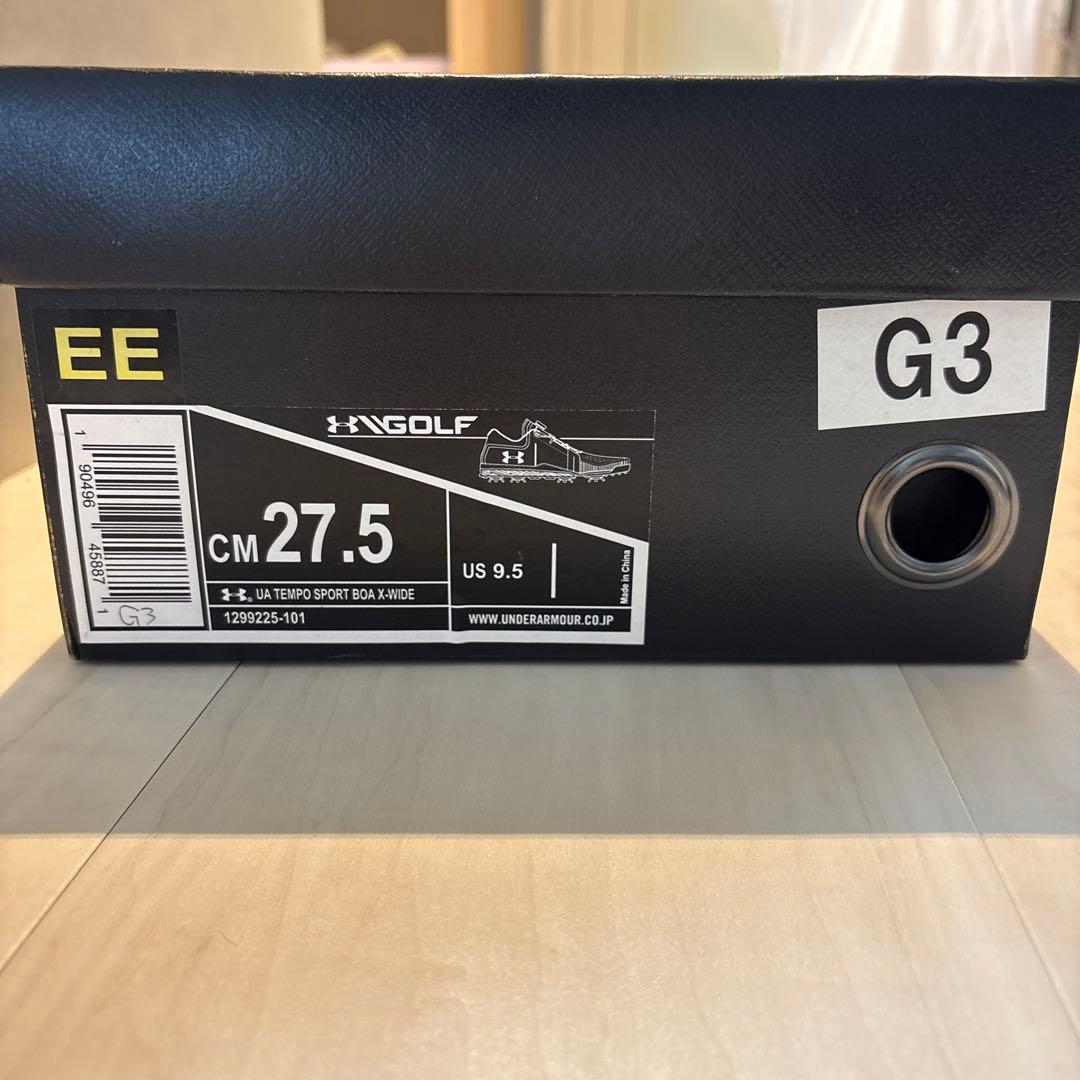 EE
G3
GOLF
CM 27.5
US 9.5
Made in China
UA TEMPO SPORT BOA X-WIDE
1299225-101
WWW.UNDERARMOUR.CO.JP
1 90496 45887 1
G3